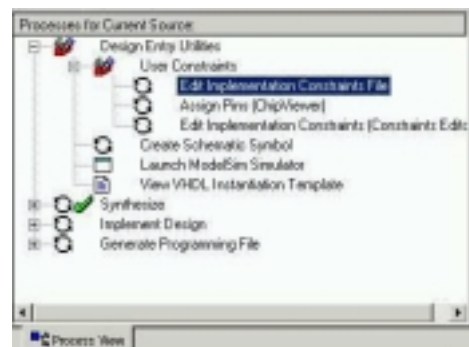 Processes for Current Source:
Design Entry Utilities
User Constraints
Edit Implementation Constraints File
Assign Pins (ChipViewer)
Edit Implementation Constraints (Constraints Edito
Create Schematic Symbol
Launch ModelSim Simulator
View VHDL Instantiation Template
Synthesize
Implement Design
Generate Programming File
Process View